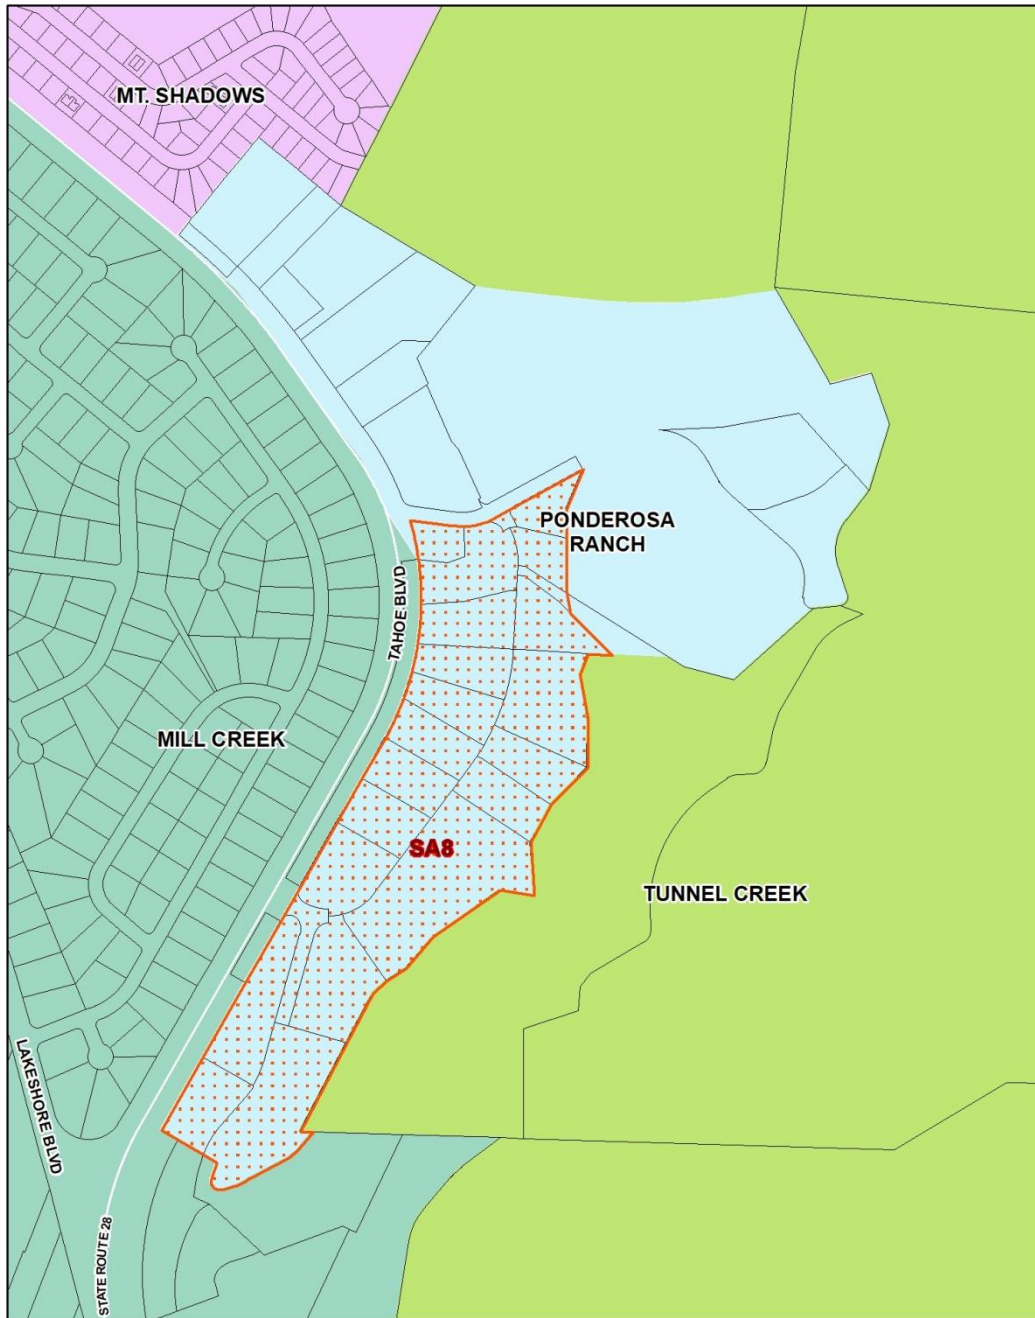 MT. SHADOWS
PONDEROSA
RANCH
TAHOE BLVD
MILL CREEK
SA8
TUNNEL CREEK
LAKESHORE BLVD
STATE ROUTE 28